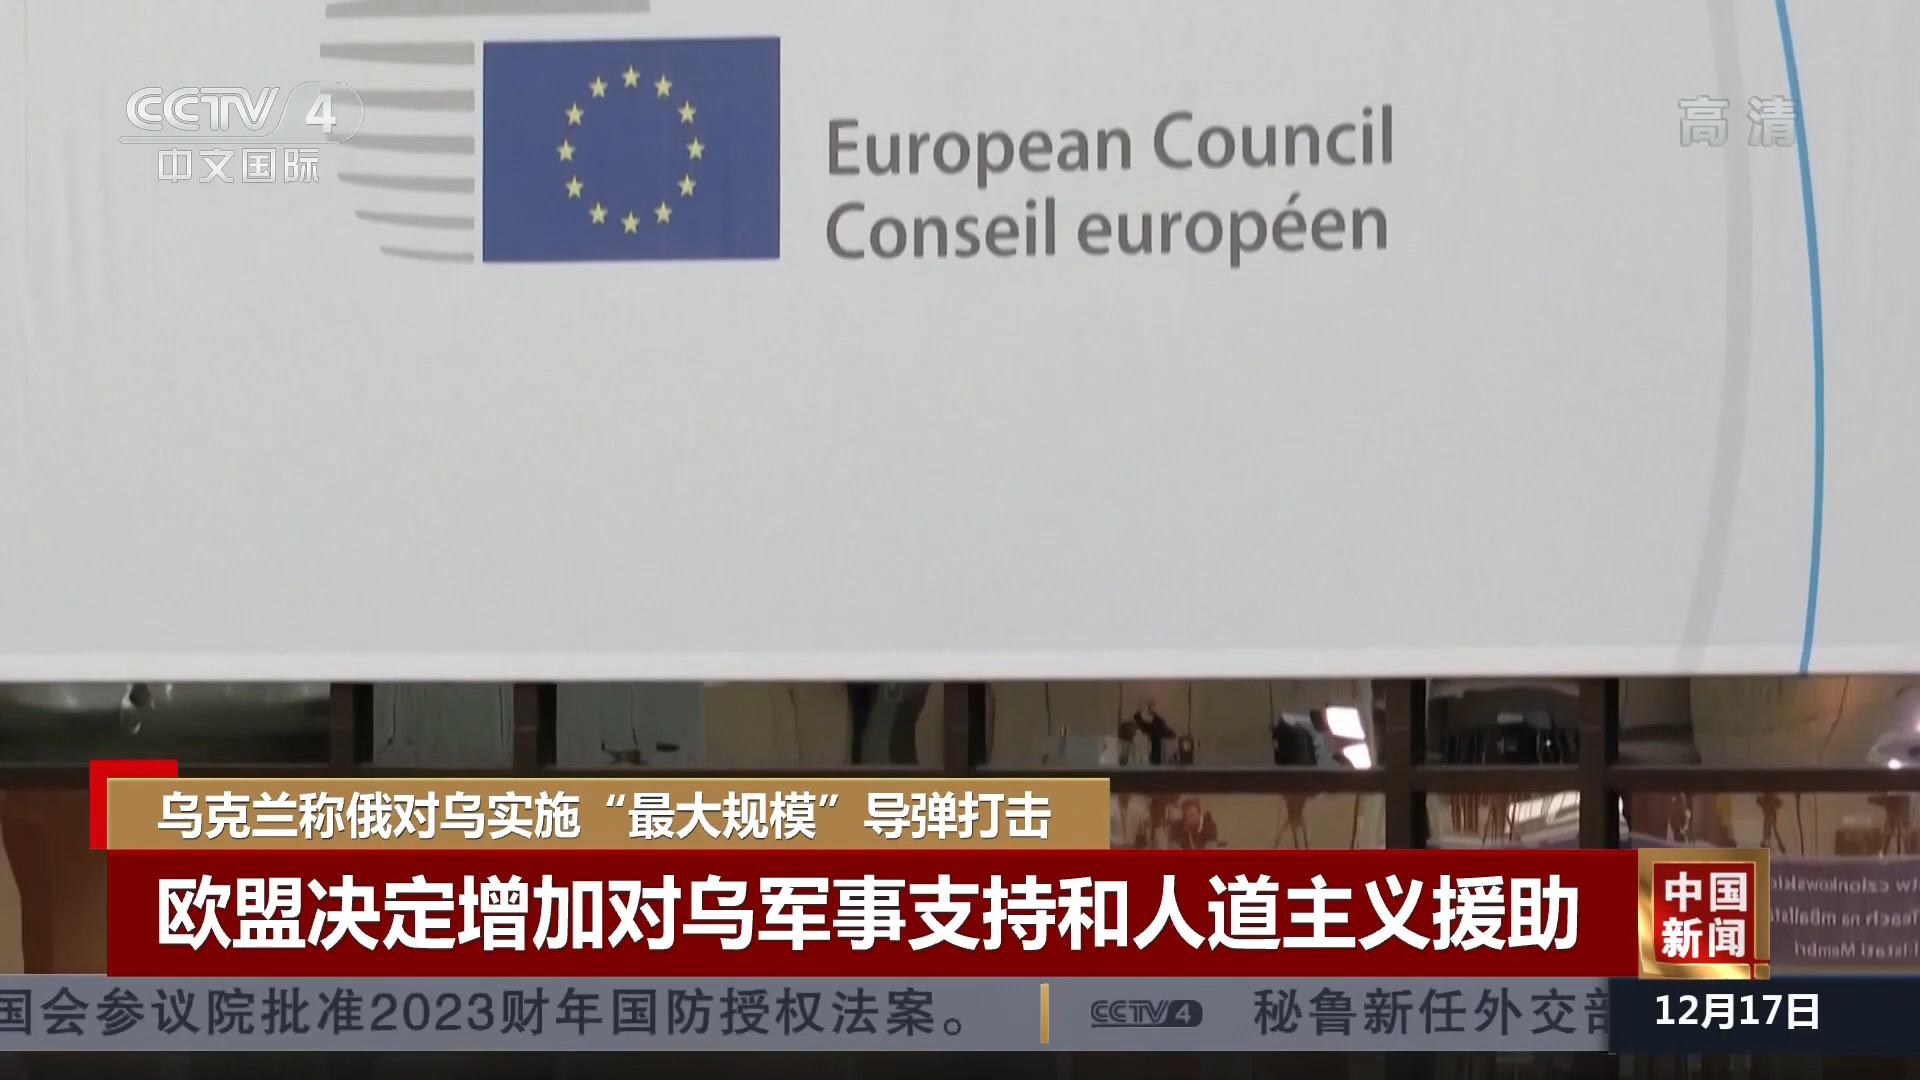 CCTV 4
中文国际
高清
European Council
Conseil européen
乌克兰称俄对乌实施“最大规模”导弹打击
欧盟决定增加对乌军事支持和人道主义援助
中国
新闻
国会参议院批准2023财年国防授权法案。 CCTV 4 秘鲁新任外交部
12月17日